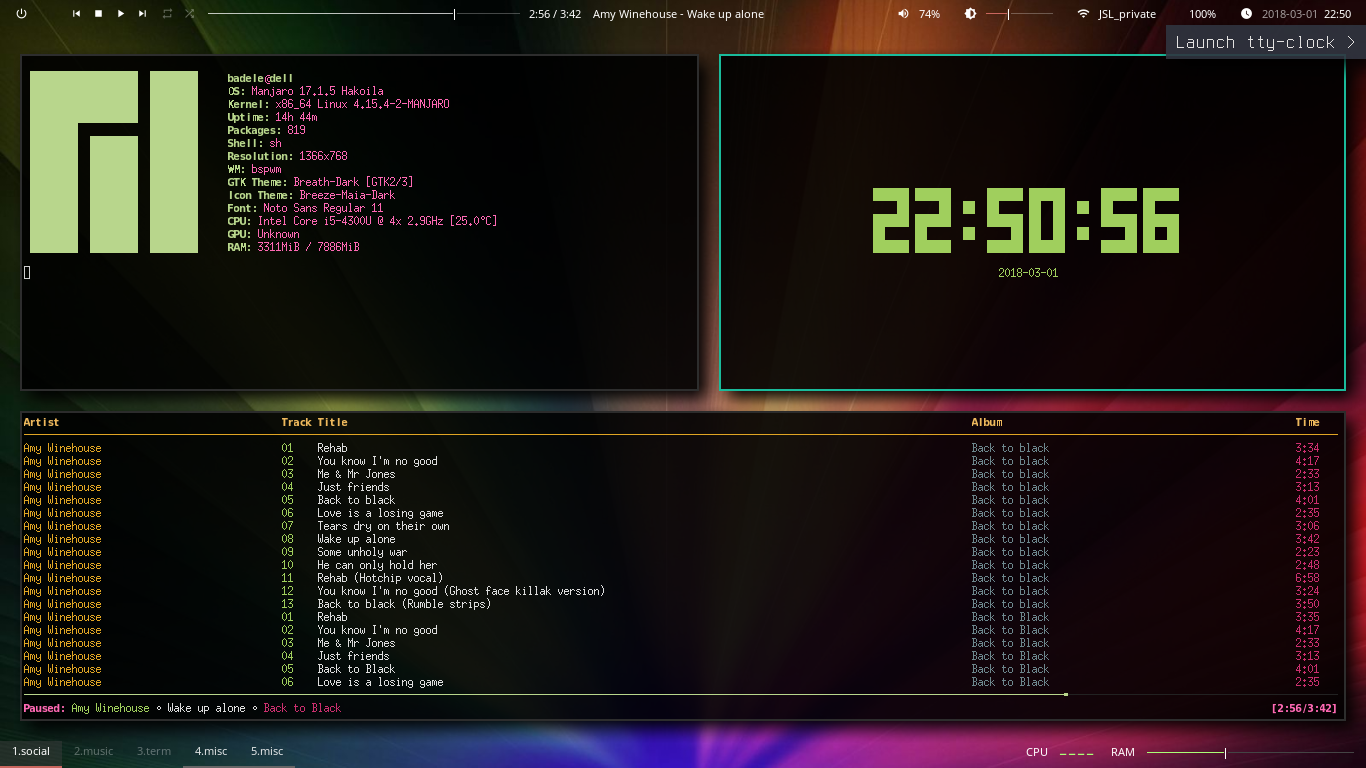 2:56 / 3:42 Amy Winehouse - Wake up alone 74% JSL_private 100% 2018-03-01 22:50
Launch tty-clock >
badele@dell
OS: Manjaro 17.1.5 Hakoila
Kernel: x86_64 Linux 4.15.4-2-MANJARO
Uptime: 14h 44m
Packages: 819
Shell: sh
Resolution: 1366x768
WM: bspwm
GTK Theme: Breath-Dark [GTK2/3]
Icon Theme: Breeze-Maia-Dark
Font: Noto Sans Regular 11
CPU: Intel Core i5-4300U @ 4x 2.9GHz [25.0°C]
GPU: Unknown
RAM: 3311MiB / 7886MiB
22:50:56
2018-03-01
Artist Track Title Album Time
Amy Winehouse 01 Rehab Back to black 3:34
Amy Winehouse 02 You know I'm no good Back to black 4:17
Amy Winehouse 03 Me & Mr Jones Back to black 2:33
Amy Winehouse 04 Just friends Back to black 3:13
Amy Winehouse 05 Back to black Back to black 4:01
Amy Winehouse 06 Love is a losing game Back to black 2:35
Amy Winehouse 07 Tears dry on their own Back to black 3:06
Amy Winehouse 08 Wake up alone Back to black 3:42
Amy Winehouse 09 Some unholy war Back to black 2:23
Amy Winehouse 10 He can only hold her Back to black 2:48
Amy Winehouse 11 Rehab (Hotchip vocal) Back to black 6:58
Amy Winehouse 12 You know I'm no good (Ghost face killak version) Back to black 3:24
Amy Winehouse 13 Back to black (Rumble strips) Back to black 3:50
Amy Winehouse 01 Rehab Back to Black 3:35
Amy Winehouse 02 You know I'm no good Back to Black 4:17
Amy Winehouse 03 Me & Mr Jones Back to Black 2:33
Amy Winehouse 04 Just friends Back to Black 3:13
Amy Winehouse 05 Back to Black Back to Black 4:01
Amy Winehouse 06 Love is a losing game Back to Black 2:35
Paused: Amy Winehouse ∘ Wake up alone ∘ Back to Black [2:56/3:42]
1.social 2.music 3.term 4.misc 5.misc CPU RAM